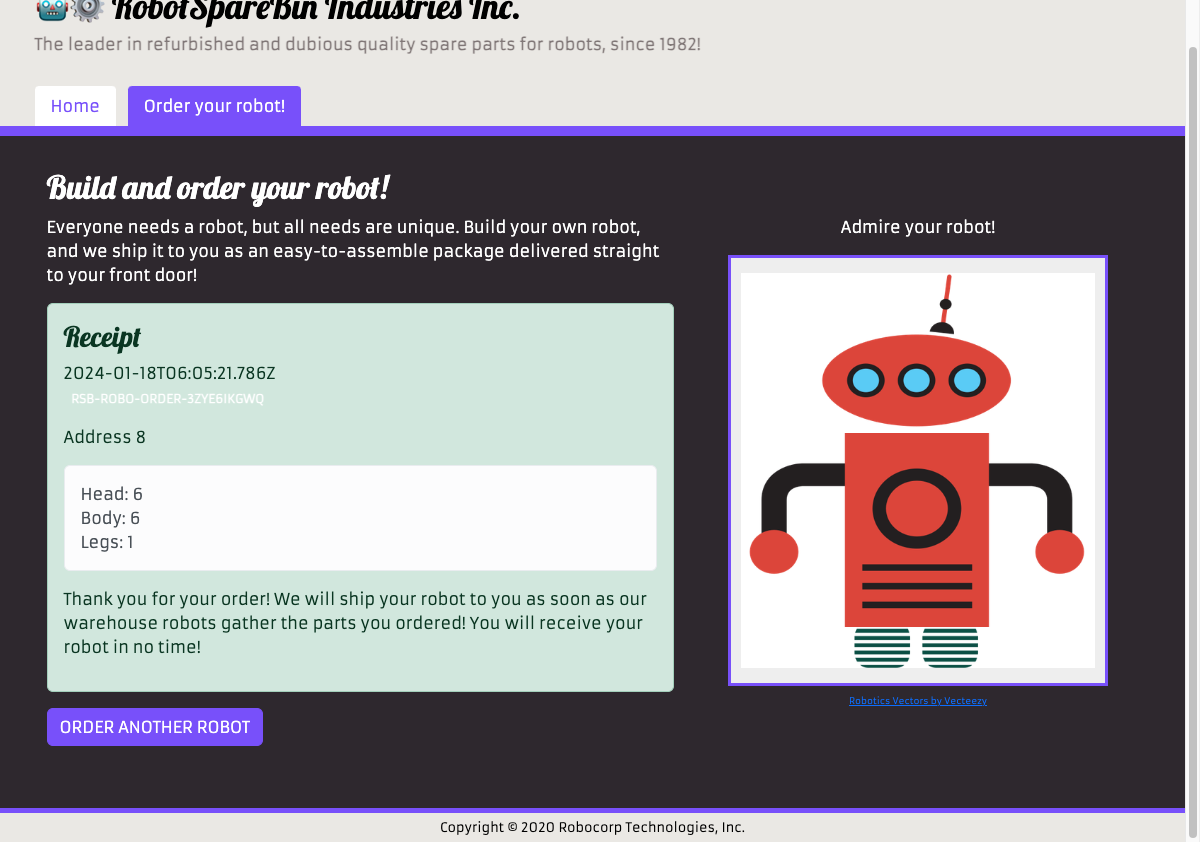 RobotSpareBin Industries Inc.
The leader in refurbished and dubious quality spare parts for robots, since 1982!
Home
Order your robot!
Build and order your robot!
Everyone needs a robot, but all needs are unique. Build your own robot,
and we ship it to you as an easy-to-assemble package delivered straight
to your front door!
Receipt
2024-01-18T06:05:21.786Z
RSB-ROBO-ORDER-3ZYE6IKGWQ
Address 8
Head: 6
Body: 6
Legs: 1
Thank you for your order! We will ship your robot to you as soon as our
warehouse robots gather the parts you ordered! You will receive your
robot in no time!
ORDER ANOTHER ROBOT
Admire your robot!
Robotics Vectors by Vecteezy
Copyright © 2020 Robocorp Technologies, Inc.